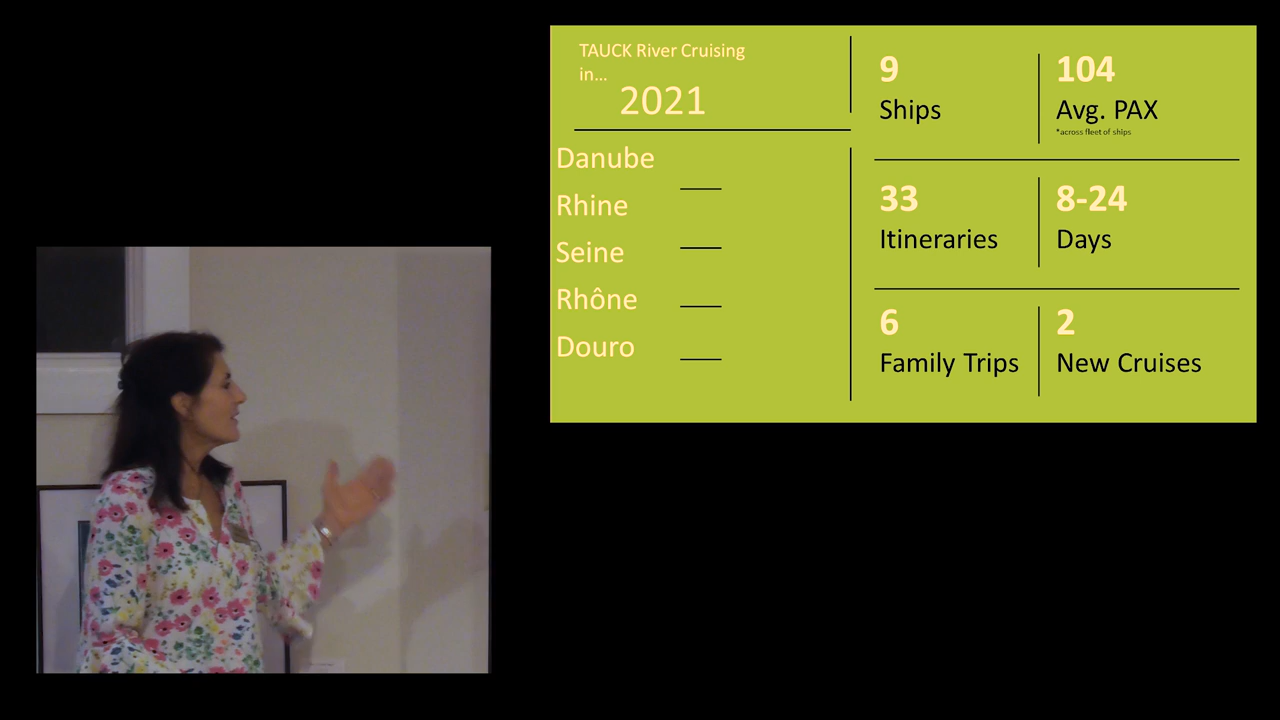 TAUCK River Cruising
in...
2021
Danube
Rhine
Seine
Rhône
Douro
9
Ships
104
Avg. PAX
*across fleet of ships
33
Itineraries
8-24
Days
6
Family Trips
2
New Cruises